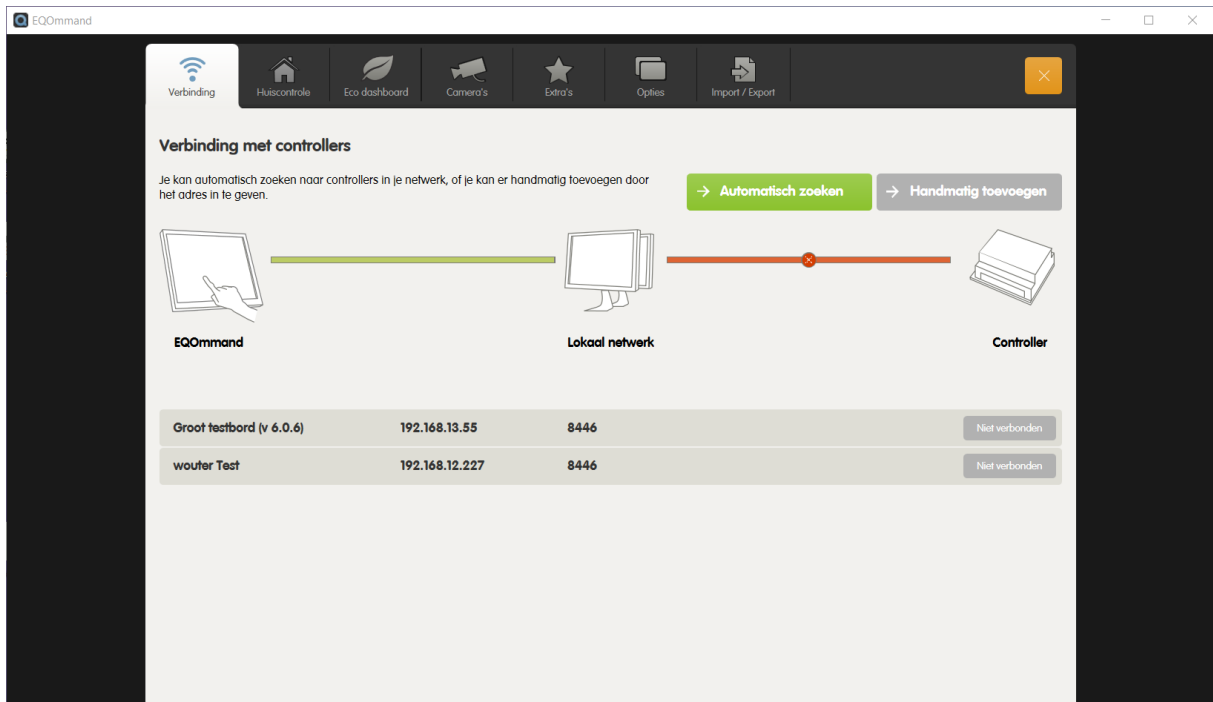 EQOmmand
Verbinding
Huiscontrole
Eco dashboard
Camera's
Extra's
Opties
Import / Export
Verbinding met controllers
Je kan automatisch zoeken naar controllers in je netwerk, of je kan er handmatig toevoegen door
het adres in te geven.
Automatisch zoeken
Handmatig toevoegen
EQOmmand
Lokaal netwerk
Controller
Groot testbord (v 6.0.6) 192.168.13.55 8446 Niet verbonden
wouter Test 192.168.12.227 8446 Niet verbonden